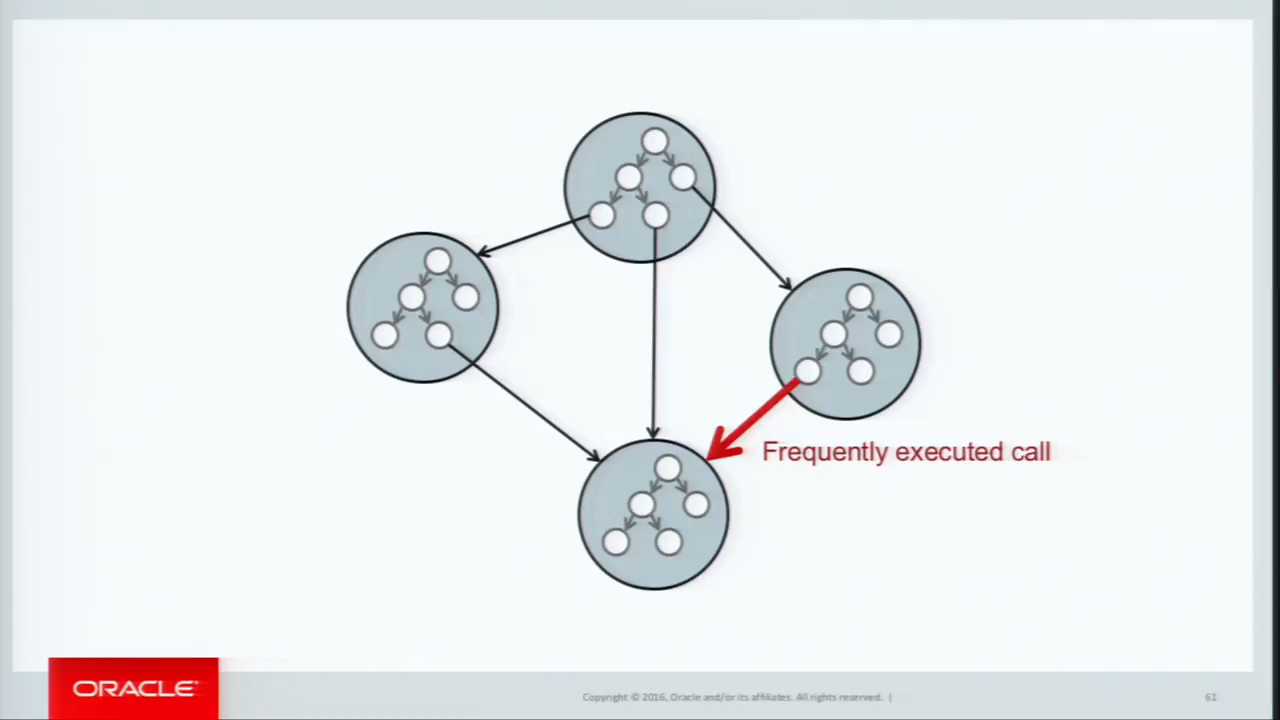 Frequently executed call
ORACLE
Copyright © 2016, Oracle and/or its affiliates. All rights reserved. |
61